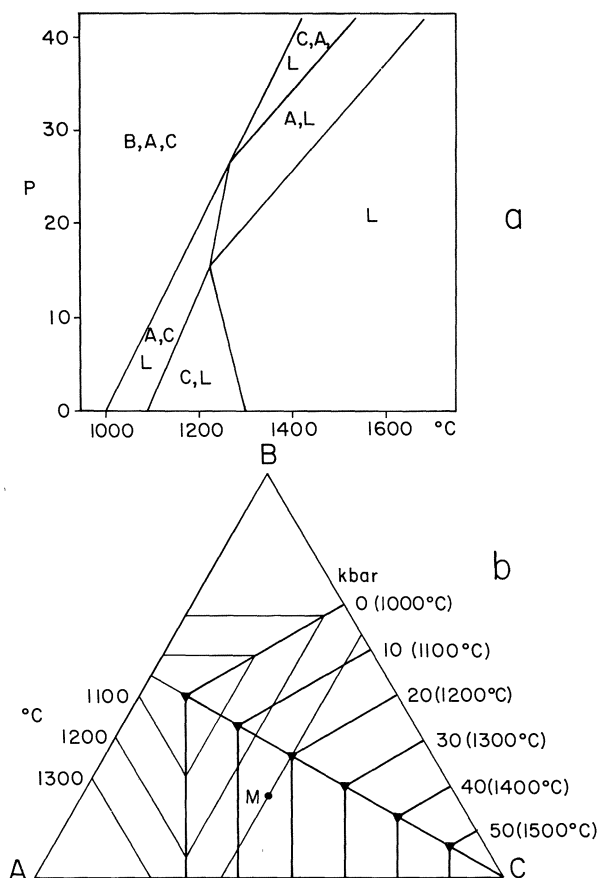 40
C,A,
L
A,L
30
B,A,C
P
20
L
a
10
A,C
L
C,L
0
1000
1200
1400
1600
°C
B
b
kbar
0 (1000°C)
10 (1100°C)
1100
20(1200°C)
°C
1200
30(1300°C)
1300
40(1400°C)
M
50(1500°C)
A
C